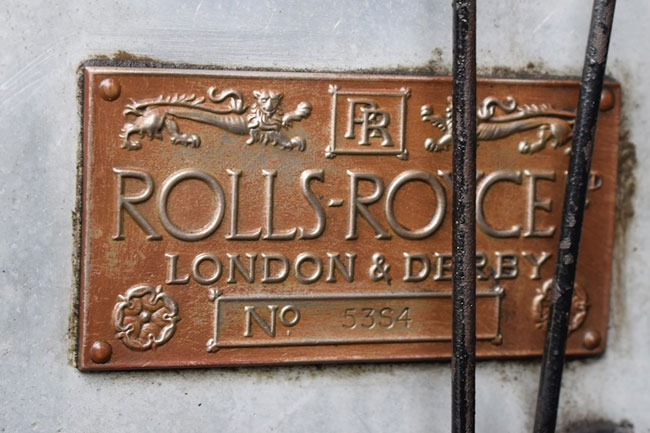 RR
ROLLS-ROYCE
LONDON & DERBY
Nº 53S4